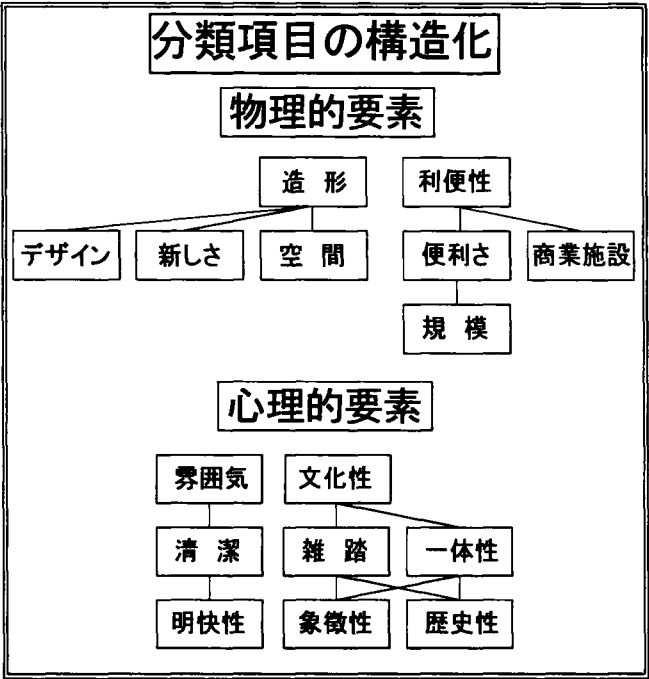 分類項目の構造化
物理的要素
造形 利便性
デザイン 新しさ 空間 便利さ 商業施設
規模
心理的要素
雰囲気 文化性
清潔 雑踏 一体性
明快性 象徴性 歴史性